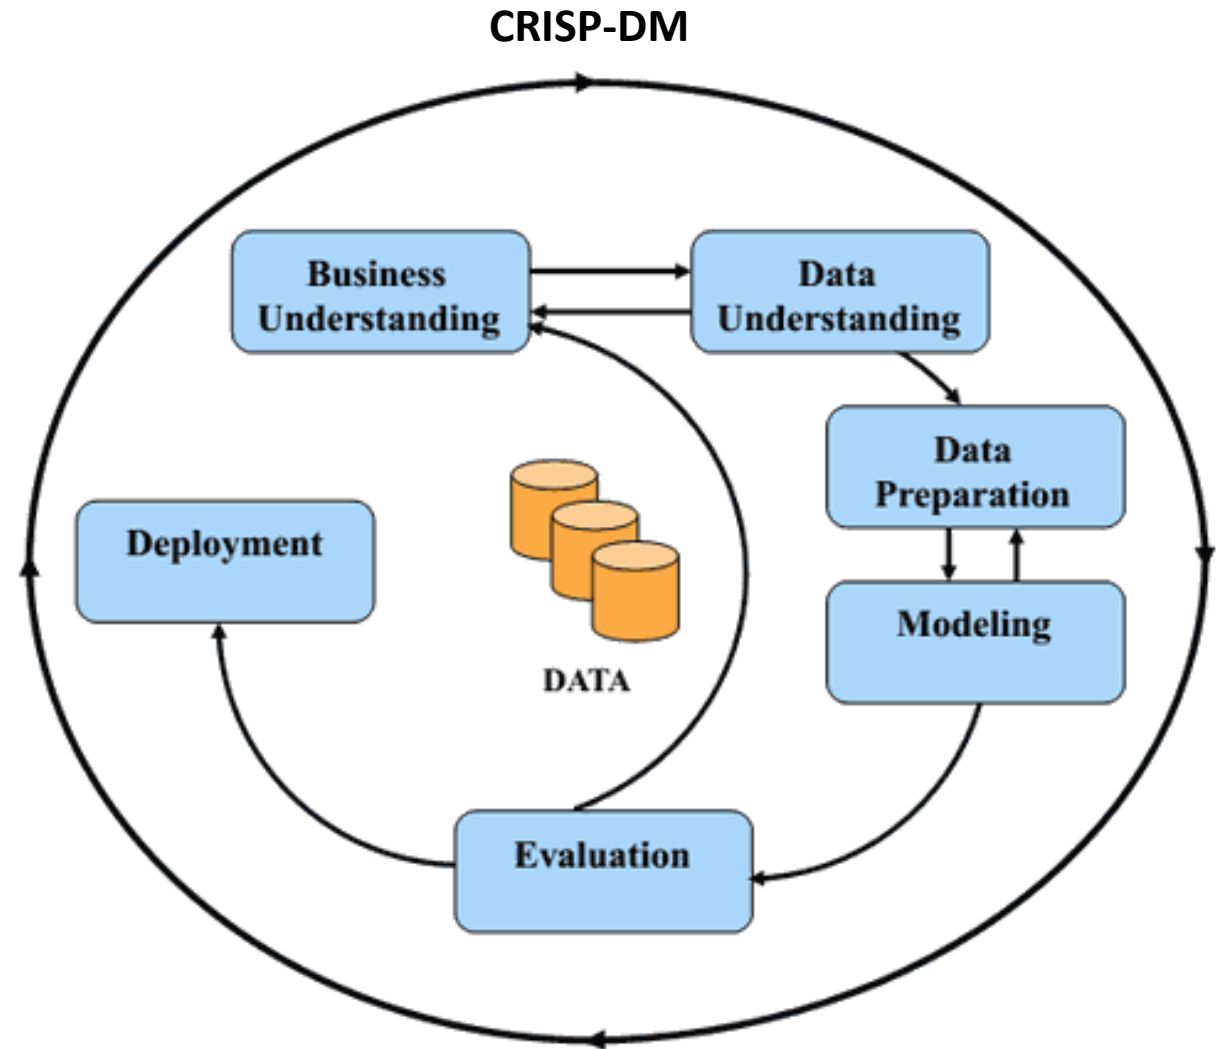 CRISP-DM
Business
Understanding
Data
Understanding
Data
Preparation
Modeling
Evaluation
Deployment
DATA